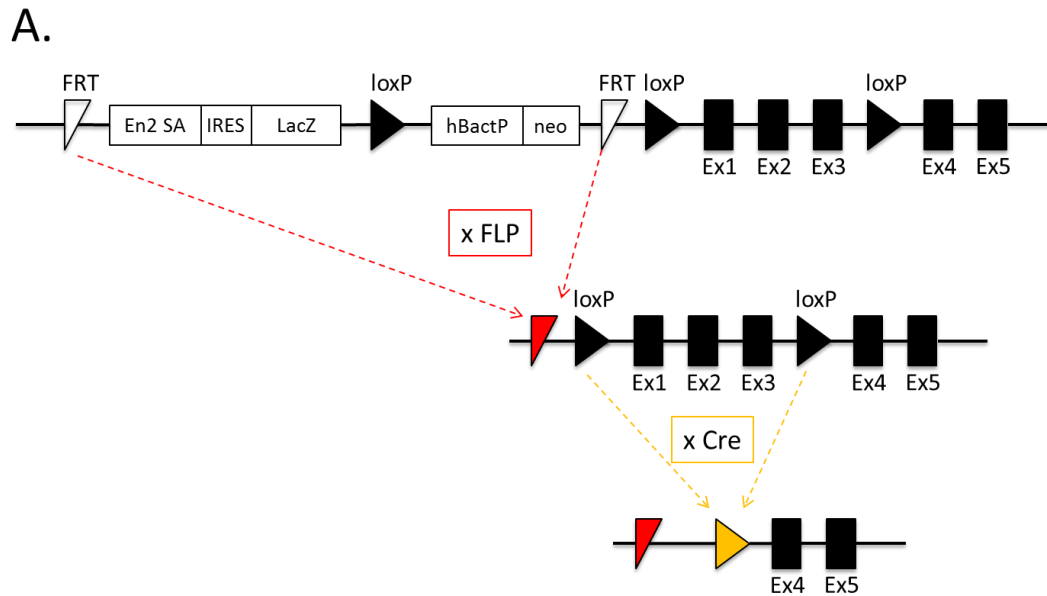 A.
FRT loxP FRT loxP loxP
En2 SA IRES LacZ hBactP neo
Ex1 Ex2 Ex3 Ex4 Ex5
x FLP
loxP loxP
Ex1 Ex2 Ex3 Ex4 Ex5
x Cre
Ex4 Ex5